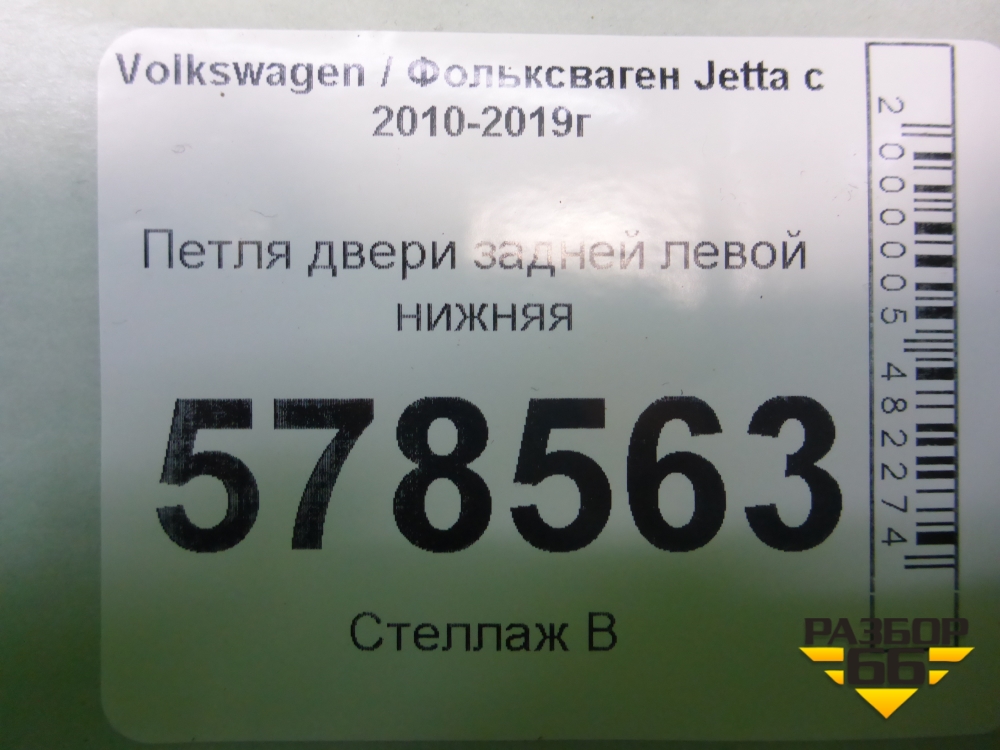 Volkswagen / Фольксваген Jetta с
2010-2019г
Петля двери задней левой
нижняя
578563
Стеллаж В
2000005482274
РАЗБОР
66